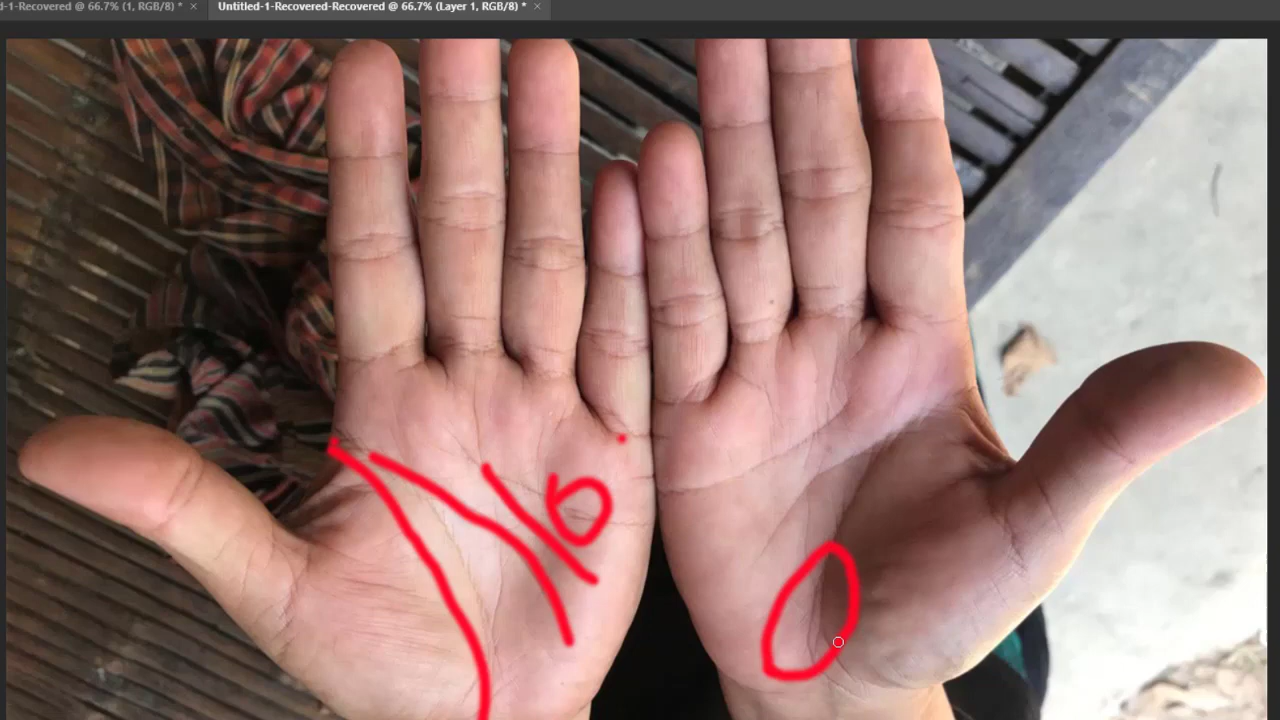 d-1-Recovered @ 66.7% (1, RGB/8) * × Untitled-1-Recovered-Recovered @ 66.7% (Layer 1, RGB/8) * ×